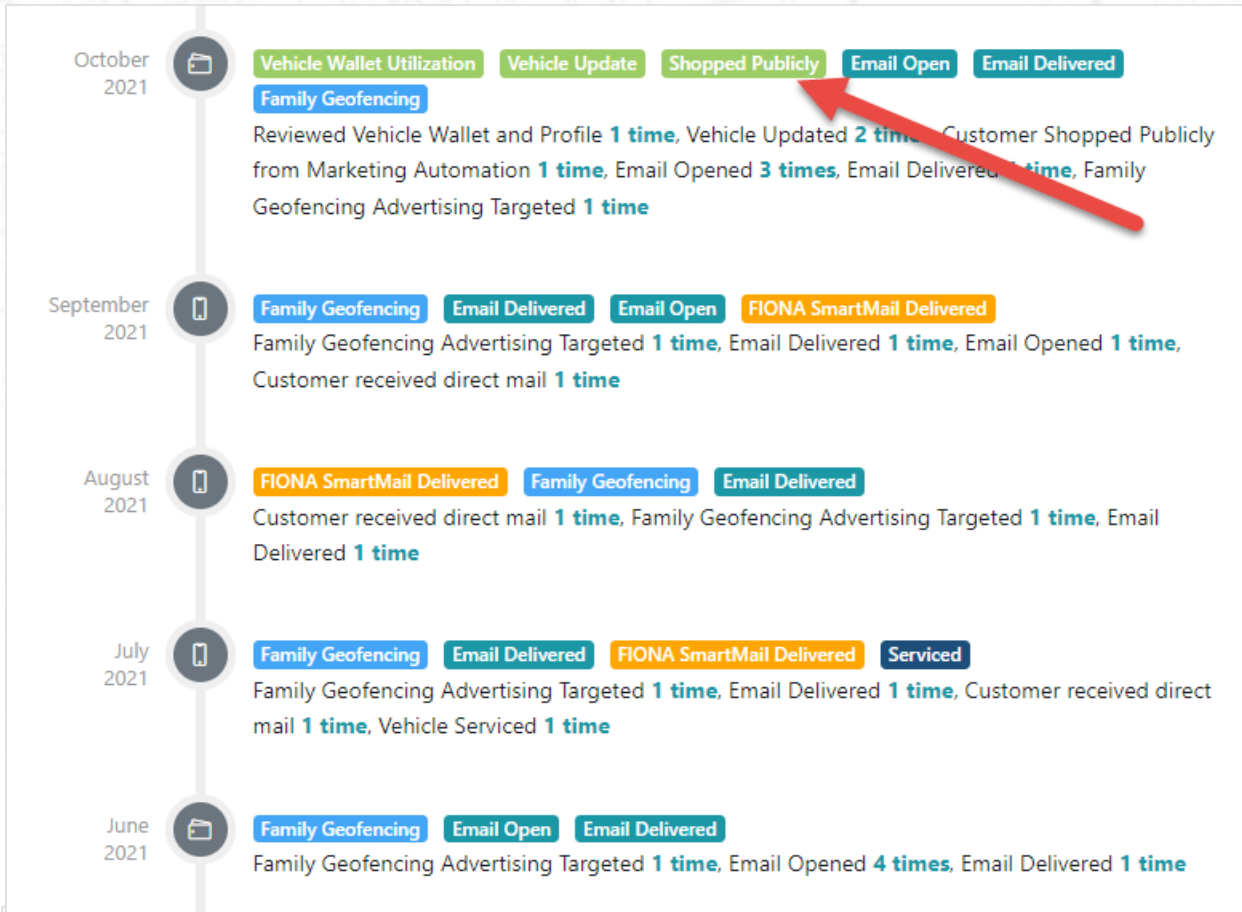 October
2021
Vehicle Wallet Utilization Vehicle Update Shopped Publicly Email Open Email Delivered
Family Geofencing
Reviewed Vehicle Wallet and Profile 1 time, Vehicle Updated 2 Customer Shopped Publicly
from Marketing Automation 1 time, Email Opened 3 times, Email Delivered time, Family
Geofencing Advertising Targeted 1 time
September
2021
Family Geofencing Email Delivered Email Open FIONA SmartMail Delivered
Family Geofencing Advertising Targeted 1 time, Email Delivered 1 time, Email Opened 1 time,
Customer received direct mail 1 time
August
2021
FIONA SmartMail Delivered Family Geofencing Email Delivered
Customer received direct mail 1 time, Family Geofencing Advertising Targeted 1 time, Email
Delivered 1 time
July
2021
Family Geofencing Email Delivered FIONA SmartMail Delivered Serviced
Family Geofencing Advertising Targeted 1 time, Email Delivered 1 time, Customer received direct
mail 1 time, Vehicle Serviced 1 time
June
2021
Family Geofencing Email Open Email Delivered
Family Geofencing Advertising Targeted 1 time, Email Opened 4 times, Email Delivered 1 time